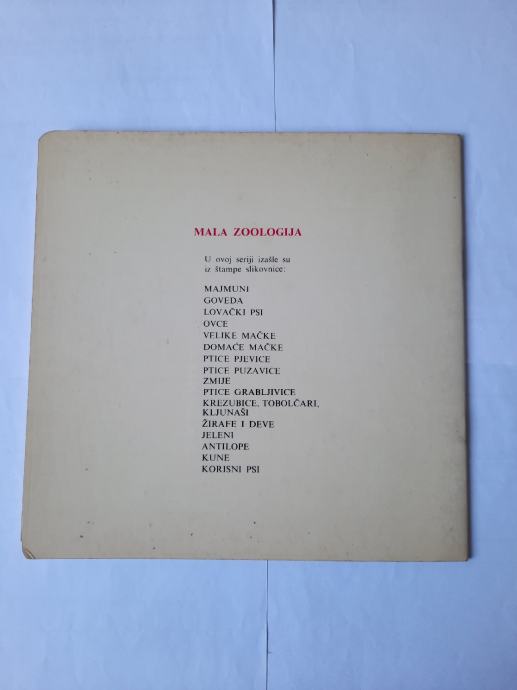 MALA ZOOLOGIJA
U ovoj seriji izašle su
iz štampe slikovnice:
MAJMUNI
GOVEDA
LOVAČKI PSI
OVCE
VELIKE MAČKE
DOMAĆE MAČKE
PTICE PJEVICE
PTICE PUZAVICE
ZMIJE
PTICE GRABLJIVICE
KREZUBICE, TOBOLČARI,
KLJUNAŠI
ŽIRAFE I DEVE
JELENI
ANTILOPE
KUNE
KORISNI PSI